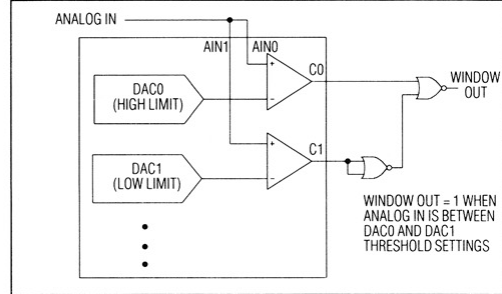 ANALOG IN
AIN1 AIN0
C0
DAC0
(HIGH LIMIT)
WINDOW
OUT
C1
DAC1
(LOW LIMIT)
WINDOW OUT = 1 WHEN
ANALOG IN IS BETWEEN
DAC0 AND DAC1
THRESHOLD SETTINGS